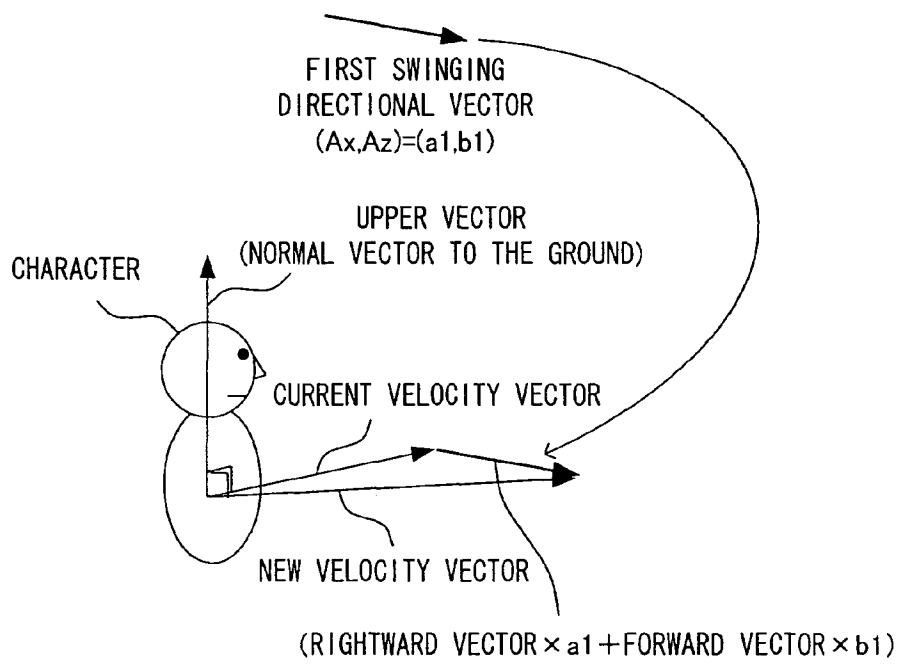 FIRST SWINGING
DIRECTIONAL VECTOR
(Ax,Az)=(a1,b1)
UPPER VECTOR
(NORMAL VECTOR TO THE GROUND)
CHARACTER
CURRENT VELOCITY VECTOR
NEW VELOCITY VECTOR
(RIGHTWARD VECTOR×a1+FORWARD VECTOR×b1)